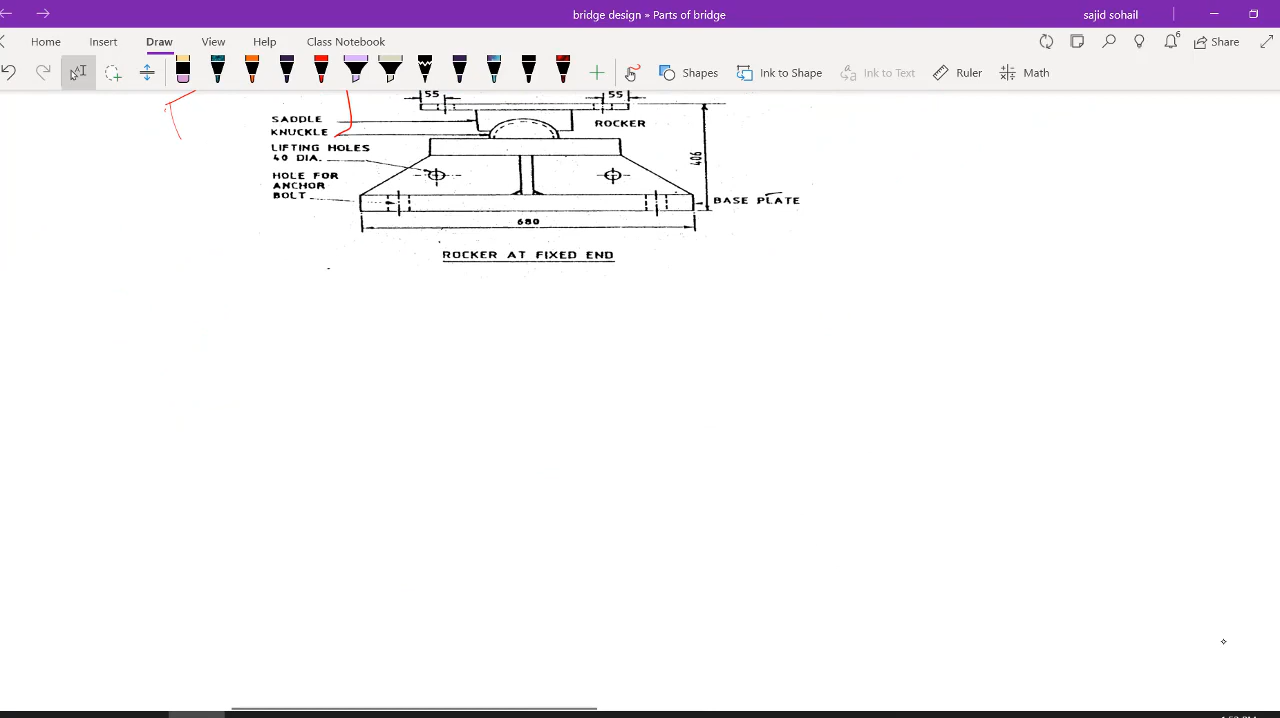 bridge design » Parts of bridge
sajid sohail
Home Insert Draw View Help Class Notebook
6
Share
Shapes
Ink to Shape
Ink to Text
Ruler
Math
55 55
SADDLE
ROCKER
KNUCKLE
LIFTING HOLES
40 DIA.
406
HOLE FOR
ANCHOR
BOLT
BASE PLATE
680
ROCKER AT FIXED END